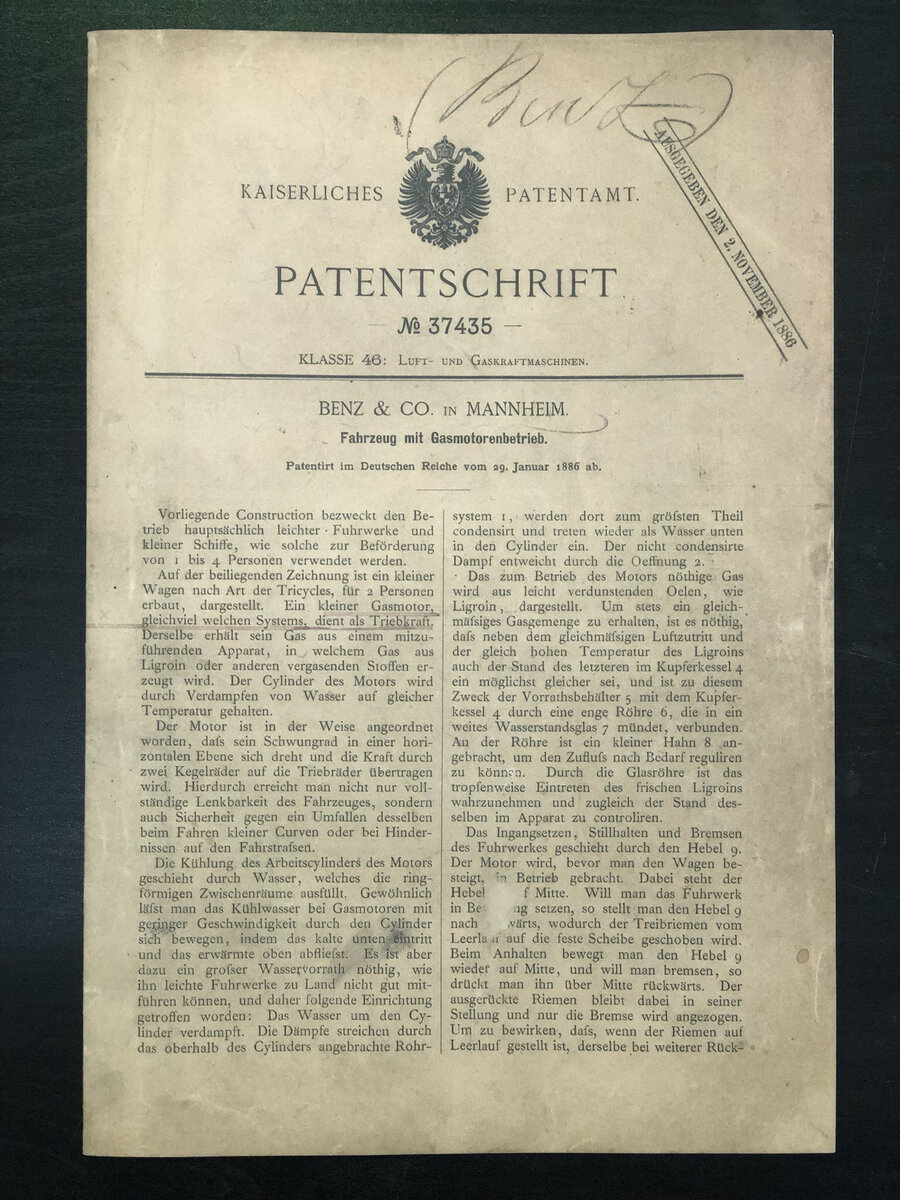 Benz
AUSGEGEBEN DEN 2. NOVEMBER 1886
KAISERLICHES PATENTAMT.
PATENTSCHRIFT
— № 37435 —
KLASSE 46: LUFT- UND GASKRAFTMASCHINEN.
BENZ & CO. IN MANNHEIM.
Fahrzeug mit Gasmotorenbetrieb.
Patentirt im Deutschen Reiche vom 29. Januar 1886 ab.
Vorliegende Construction bezweckt den Be-
trieb hauptsächlich leichter Fuhrwerke und
kleiner Schiffe, wie solche zur Beförderung
von 1 bis 4 Personen verwendet werden.
Auf der beiliegenden Zeichnung ist ein kleiner
Wagen nach Art der Tricycles, für 2 Personen
erbaut, dargestellt. Ein kleiner Gasmotor,
gleichviel welchen Systems, dient als Triebkraft.
Derselbe erhält sein Gas aus einem mitzu-
führenden Apparat, in welchem Gas aus
Ligroin oder anderen vergasenden Stoffen er-
zeugt wird. Der Cylinder des Motors wird
durch Verdampfen von Wasser auf gleicher
Temperatur gehalten.
Der Motor ist in der Weise angeordnet
worden, daſs sein Schwungrad in einer hori-
zontalen Ebene sich dreht und die Kraft durch
zwei Kegelräder auf die Triebräder übertragen
wird. Hierdurch erreicht man nicht nur voll-
ständige Lenkbarkeit des Fahrzeuges, sondern
auch Sicherheit gegen ein Umfallen desselben
beim Fahren kleiner Curven oder bei Hinder-
nissen auf den Fahrstraſsen.
Die Kühlung des Arbeitscylinders des Motors
geschieht durch Wasser, welches die ring-
förmigen Zwischenräume ausfüllt. Gewöhnlich
läſst man das Kühlwasser bei Gasmotoren mit
geringer Geschwindigkeit durch den Cylinder
sich bewegen, indem das kalte unten eintritt
und das erwärmte oben abflieſst. Es ist aber
dazu ein groſser Wasservorrath nöthig, wie
ihn leichte Fuhrwerke zu Land nicht gut mit-
führen können, und daher folgende Einrichtung
getroffen worden: Das Wasser um den Cy-
linder verdampft. Die Dämpfe streichen durch
das oberhalb des Cylinders angebrachte Rohr-
system 1, werden dort zum gröſsten Theil
condensirt und treten wieder als Wasser unten
in den Cylinder ein. Der nicht condensirte
Dampf entweicht durch die Oeffnung 2.
Das zum Betrieb des Motors nöthige Gas
wird aus leicht verdunstenden Oelen, wie
Ligroin, dargestellt. Um stets ein gleich-
mäſsiges Gasgemenge zu erhalten, ist es nöthig,
daſs neben dem gleichmäſsigen Luftzutritt und
der gleich hohen Temperatur des Ligroins
auch der Stand des letzteren im Kupferkessel 4
ein möglichst gleicher sei, und ist zu diesem
Zweck der Vorrathsbehälter 5 mit dem Kupfer-
kessel 4 durch eine enge Röhre 6, die in ein
weites Wasserstandsglas 7 mündet, verbunden.
An der Röhre ist ein kleiner Hahn 8 an-
gebracht, um den Zufluſs nach Bedarf reguliren
zu können. Durch die Glasröhre ist das
tropfenweise Eintreten des frischen Ligroins
wahrzunehmen und zugleich der Stand des-
selben im Apparat zu controliren.
Das Ingangsetzen, Stillhalten und Bremsen
des Fuhrwerkes geschieht durch den Hebel 9.
Der Motor wird, bevor man den Wagen be-
steigt, in Betrieb gebracht. Dabei steht der
Hebel f Mitte. Will man das Fuhrwerk
in Be ng setzen, so stellt man den Hebel 9
nach wärts, wodurch der Treibriemen vom
Leerlau auf die feste Scheibe geschoben wird.
Beim Anhalten bewegt man den Hebel 9
wieder auf Mitte, und will man bremsen, so
drückt man ihn über Mitte rückwärts. Der
ausgerückte Riemen bleibt dabei in seiner
Stellung und nur die Bremse wird angezogen.
Um zu bewirken, daſs, wenn der Riemen auf
Leerlauf gestellt ist, derselbe bei weiterer Rück-